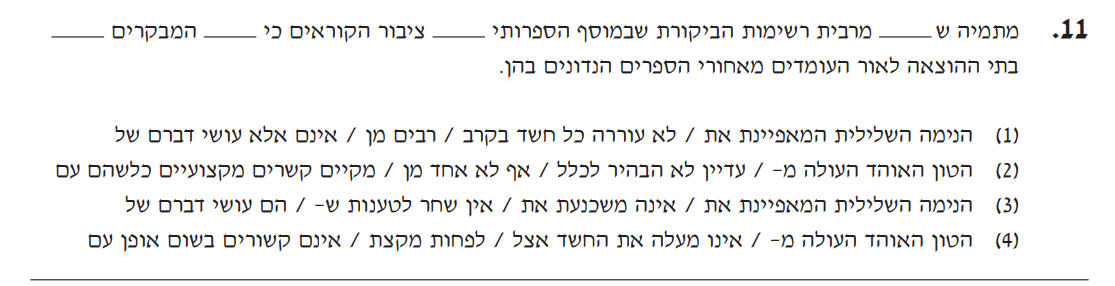 11. מתמיה ש _____ מרבית רשימות הביקורת שבמוסף הספרותי _____ ציבור הקוראים כי _____ המבקרים _____
בתי ההוצאה לאור העומדים מאחורי הספרים הנדונים בהן.
(1) הנימה השלילית המאפיינת את / לא עוררה כל חשד בקרב / רבים מן / אינם אלא עושי דברם של
(2) הטון האוהד העולה מ- / עדיין לא הבהיר לכלל / אף לא אחד מן / מקיים קשרים מקצועיים כלשהם עם
(3) הנימה השלילית המאפיינת את / אינה משכנעת את / אין שחר לטענות ש- / הם עושי דברם של
(4) הטון האוהד העולה מ- / אינו מעלה את החשד אצל / לפחות מקצת / אינם קשורים בשום אופן עם